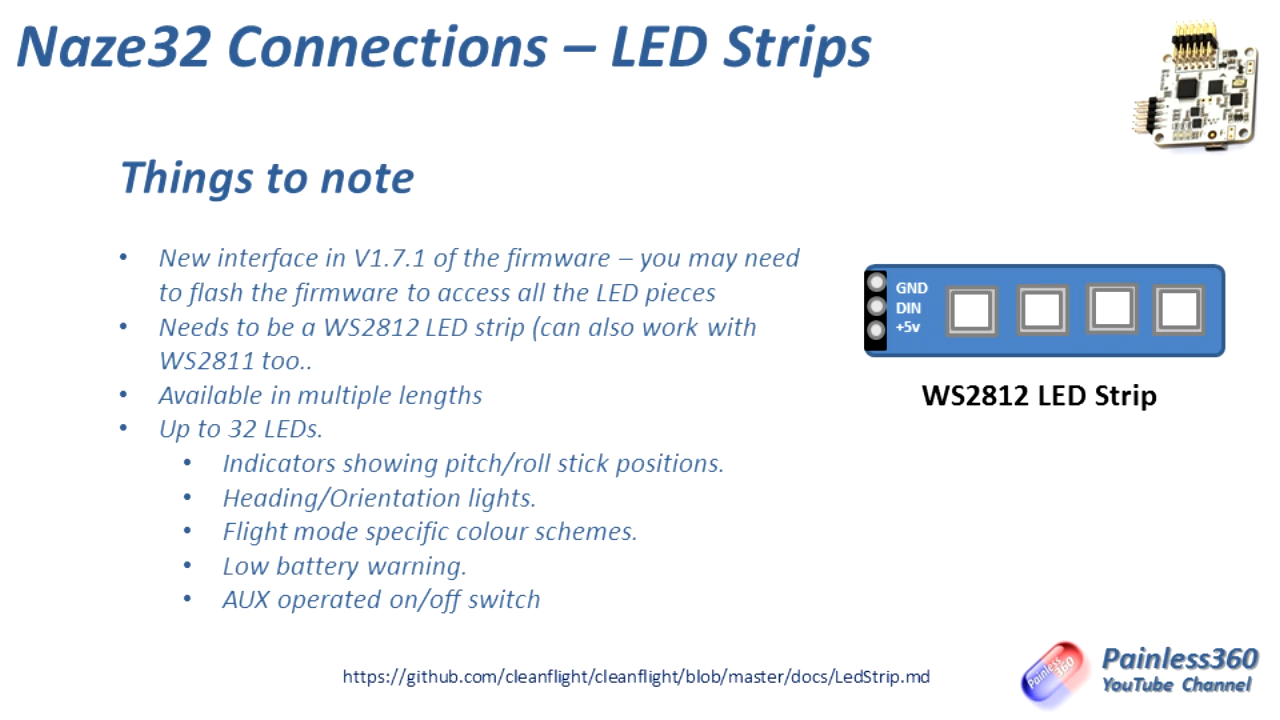 Naze32 Connections – LED Strips
Things to note
• New interface in V1.7.1 of the firmware – you may need
to flash the firmware to access all the LED pieces
• Needs to be a WS2812 LED strip (can also work with
WS2811 too..
• Available in multiple lengths
• Up to 32 LEDs.
• Indicators showing pitch/roll stick positions.
• Heading/Orientation lights.
• Flight mode specific colour schemes.
• Low battery warning.
• AUX operated on/off switch
GND
DIN
+5v
WS2812 LED Strip
https://github.com/cleanflight/cleanflight/blob/master/docs/LedStrip.md
Painless
360
Painless360
YouTube Channel